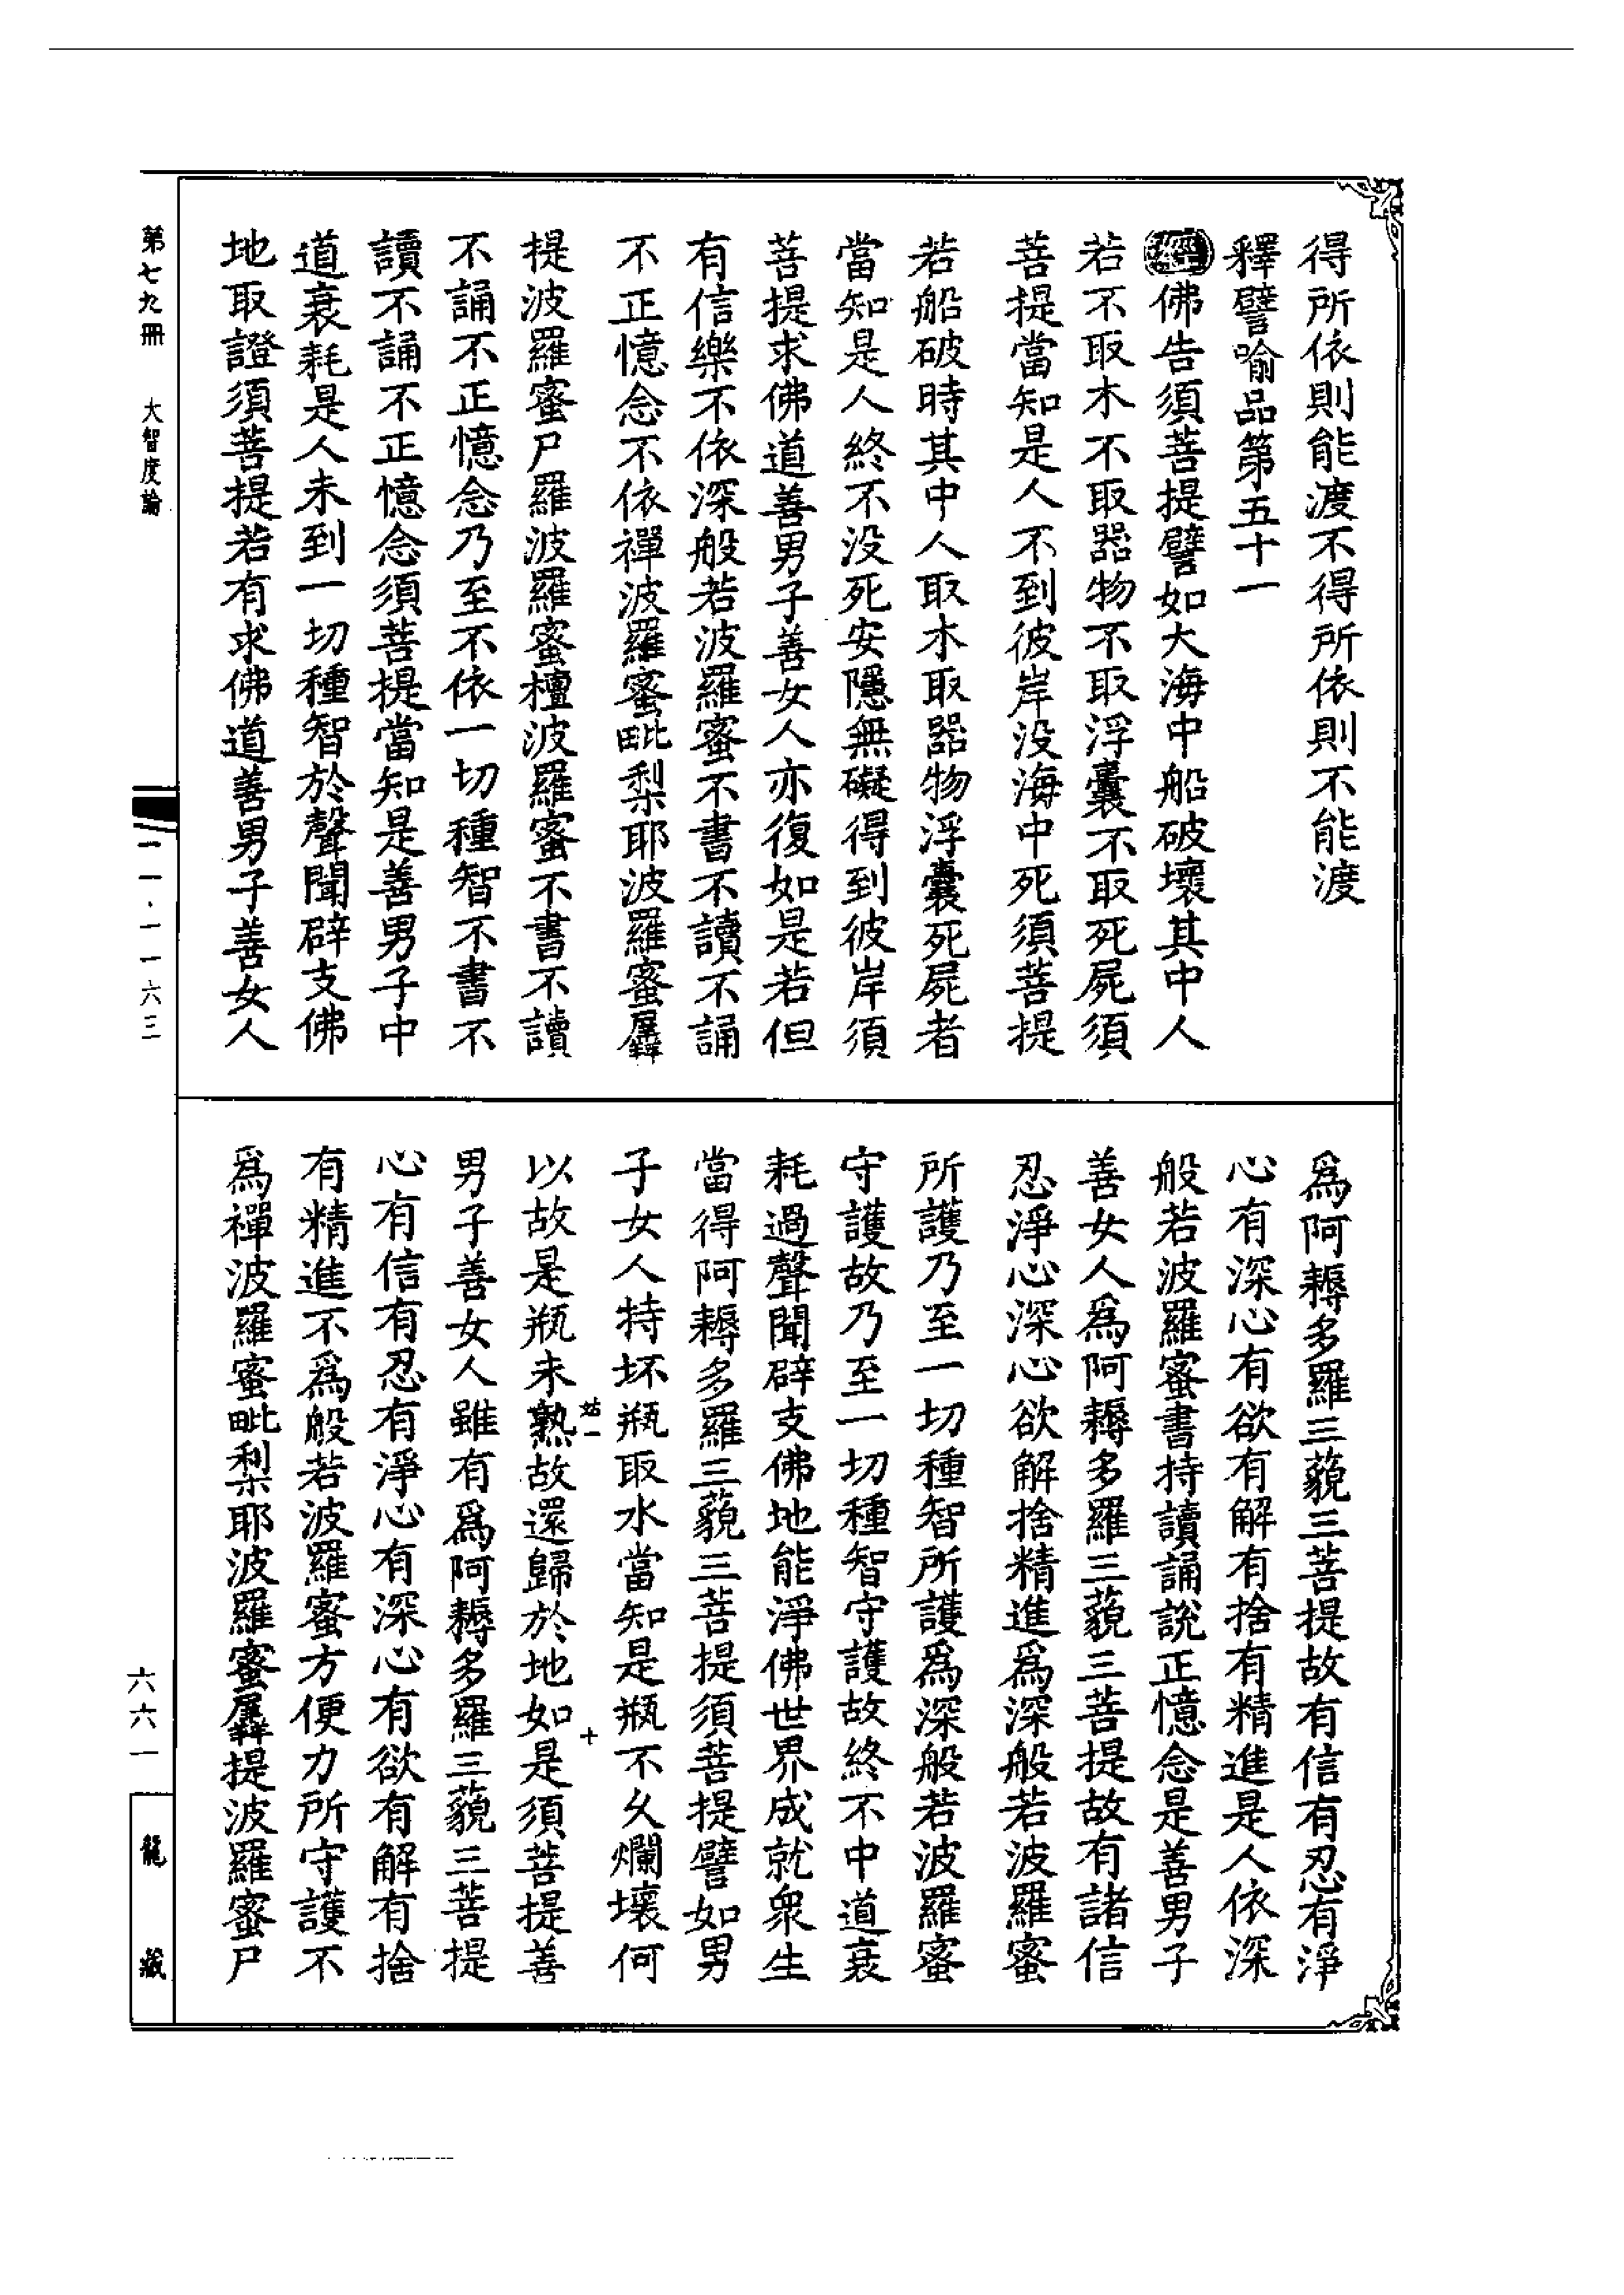 得所依則能渡不得所依則不能渡
釋譬喻品第五十一
經佛告須菩提譬如大海中船破壞其中人
若不取木不取器物不取浮囊不取死屍須
菩提當知是人不到彼岸没海中死須菩提
若船破時其中人取木取器物浮囊死屍者
當知是人終不没死安隱無礙得到彼岸須
菩提求佛道善男子善女人亦復如是若但
有信樂不依深般若波羅蜜不書不讀不誦
不正憶念不依禪波羅蜜毗梨耶波羅蜜羼
提波羅蜜尸羅波羅蜜檀波羅蜜不書不讀
不誦不正憶念乃至不依一切種智不書不
讀不誦不正憶念須菩提當知是善男子中
道衰耗是人未到一切種智於聲聞辟支佛
地取證須菩提若有求佛道善男子善女人
爲阿耨多羅三藐三菩提故有信有忍有淨
心有深心有欲有解有捨有精進是人依深
般若波羅蜜書持讀誦說正憶念是善男子
善女人爲阿耨多羅三藐三菩提故有諸信
忍淨心深心欲解捨精進爲深般若波羅蜜
所護乃至一切種智所護爲深般若波羅蜜
守護故乃至一切種智守護故終不中道衰
耗過聲聞辟支佛地能淨佛世界成就衆生
當得阿耨多羅三藐三菩提須菩提譬如男
子女人持坏瓶取水當知是瓶不久爛壞何
姑一
十
以故是瓶未熟故還歸於地如是須菩提善
男子善女人雖有爲阿耨多羅三藐三菩提
心有信有忍有淨心有深心有欲有解有捨
有精進不爲般若波羅蜜方便力所守護不
爲禪波羅蜜毗梨耶波羅蜜羼提波羅蜜尸
第七九冊 大智度論
二一·一一六三
六六一
龍藏